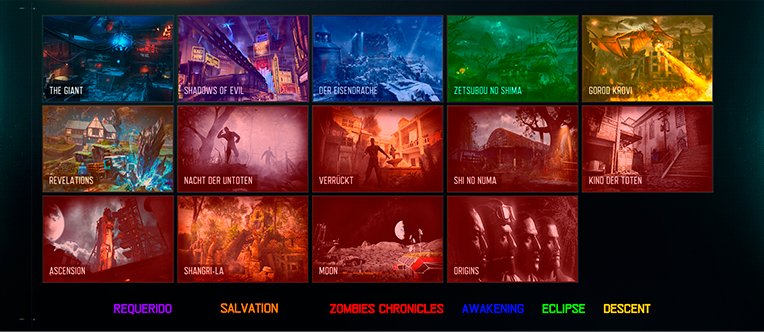 THE GIANT
SHADOWS OF EVIL
DER EISENDRACHE
ZETSUBOU NO SHIMA
GOROD KROVI
REVELATIONS
NACHT DER UNTOTEN
VERRÜCKT
SHI NO NUMA
KINO DER TOTEN
ASCENSION
SHANGRI-LA
MOON
ORIGINS
REQUERIDO SALVATION ZOMBIES CHRONICLES AWAKENING ECLIPSE DESCENT